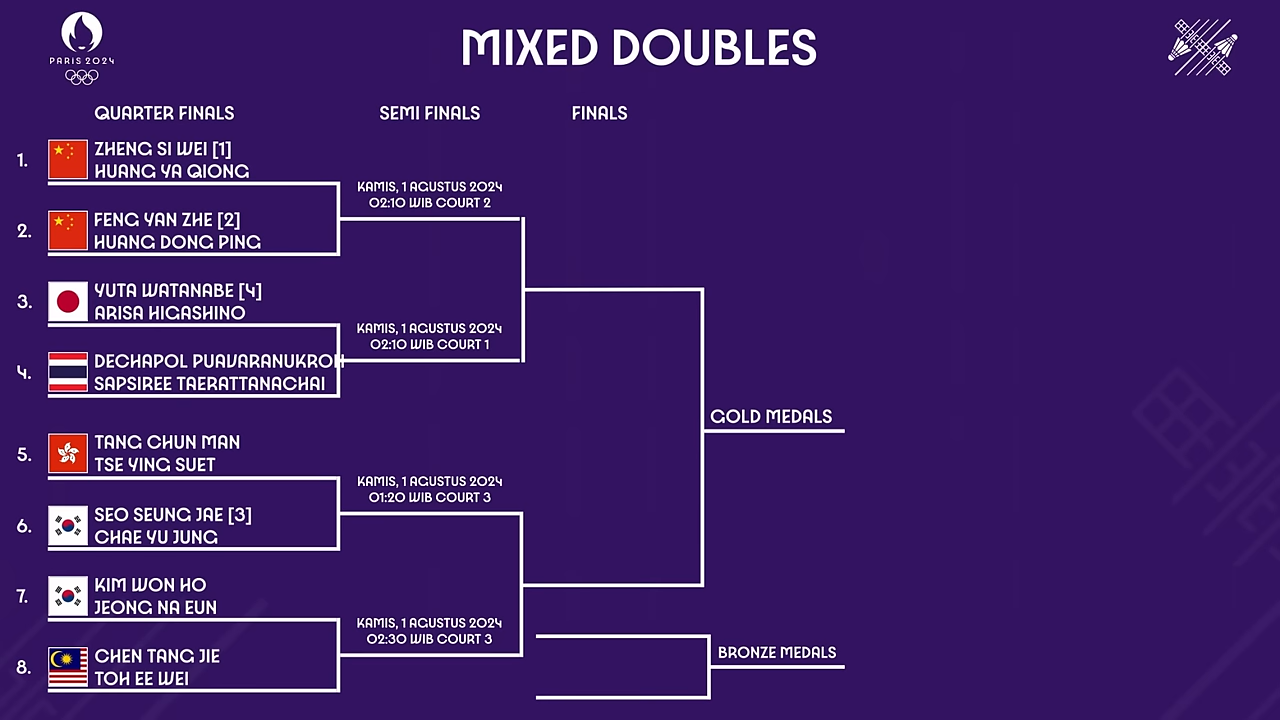 PARIS 2024
MIXED DOUBLES
QUARTER FINALS
SEMI FINALS
FINALS
1.
ZHENG SI WEI [1]
HUANG YA QIONG
KAMIS, 1 AGUSTUS 2024
02:10 WIB COURT 2
2.
FENG YAN ZHE [2]
HUANG DONG PING
3.
YUTA WATANABE [4]
ARISA HIGASHINO
KAMIS, 1 AGUSTUS 2024
02:10 WIB COURT 1
4.
DECHAPOL PUAVARANUKROH
SAPSIREE TAERATTANACHAI
GOLD MEDALS
5.
TANG CHUN MAN
TSE YING SUET
KAMIS, 1 AGUSTUS 2024
01:20 WIB COURT 3
6.
SEO SEUNG JAE [3]
CHAE YU JUNG
7.
KIM WON HO
JEONG NA EUN
KAMIS, 1 AGUSTUS 2024
02:30 WIB COURT 3
8.
CHEN TANG JIE
TOH EE WEI
BRONZE MEDALS